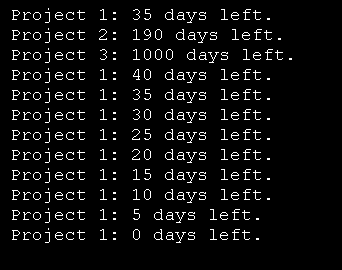 Project 1: 35 days left.
Project 2: 190 days left.
Project 3: 1000 days left.
Project 1: 40 days left.
Project 1: 35 days left.
Project 1: 30 days left.
Project 1: 25 days left.
Project 1: 20 days left.
Project 1: 15 days left.
Project 1: 10 days left.
Project 1: 5 days left.
Project 1: 0 days left.